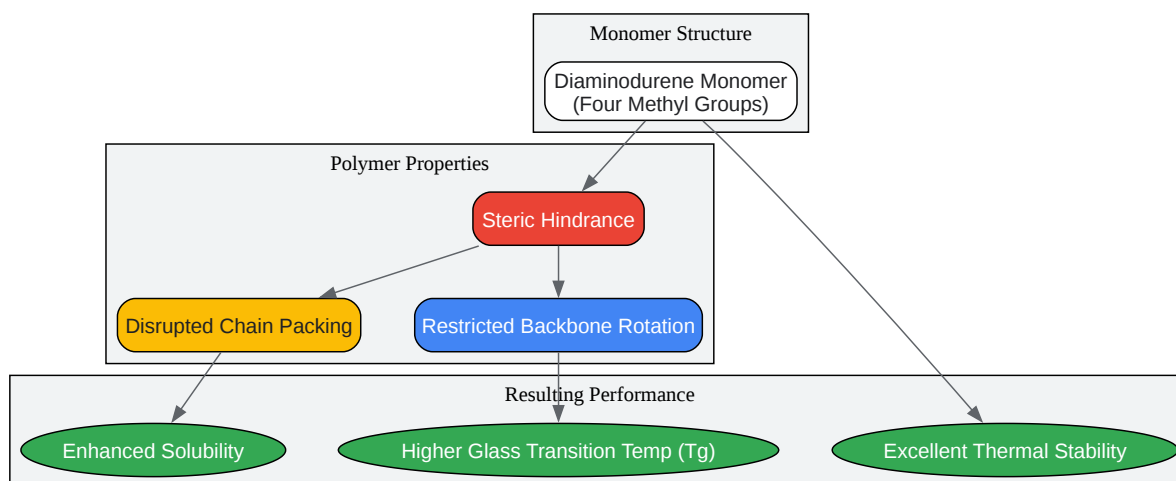 Monomer Structure
Diaminodurene Monomer
(Four Methyl Groups)
Polymer Properties
Steric Hindrance
Disrupted Chain Packing
Restricted Backbone Rotation
Resulting Performance
Enhanced Solubility
Higher Glass Transition Temp (Tg)
Excellent Thermal Stability